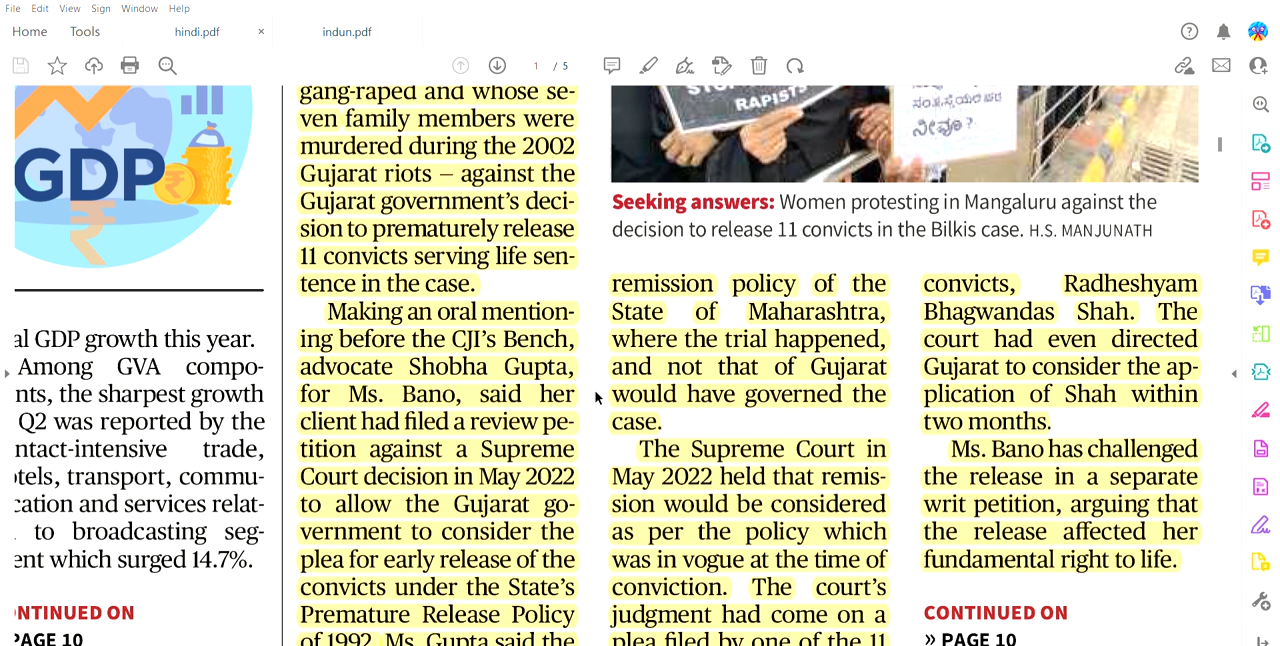 File Edit View Sign Window Help
Home Tools hindi.pdf × indun.pdf
1 / 5
GDP
al GDP growth this year.
Among GVA compo-
nts, the sharpest growth
Q2 was reported by the
ntact-intensive trade,
tels, transport, commu-
cation and services relat-
to broadcasting seg-
ent which surged 14.7%.
NTINUED ON
PAGE 10
gang-raped and whose se-
ven family members were
murdered during the 2002
Gujarat riots – against the
Gujarat government's deci-
sion to prematurely release
11 convicts serving life sen-
tence in the case.
Making an oral mention-
ing before the CJI's Bench,
advocate Shobha Gupta,
for Ms. Bano, said her
client had filed a review pe-
tition against a Supreme
Court decision in May 2022
to allow the Gujarat go-
vernment to consider the
plea for early release of the
convicts under the State's
Premature Release Policy
of 1992. Ms. Gupta said the
RAPISTS
ನೀವೂರಿ?
Seeking answers: Women protesting in Mangaluru against the
decision to release 11 convicts in the Bilkis case. H.S. MANJUNATH
remission policy of the
State of Maharashtra,
where the trial happened,
and not that of Gujarat
would have governed the
case.
The Supreme Court in
May 2022 held that remis-
sion would be considered
as per the policy which
was in vogue at the time of
conviction. The court's
judgment had come on a
plea filed by one of the 11
convicts, Radheshyam
Bhagwandas Shah. The
court had even directed
Gujarat to consider the ap-
plication of Shah within
two months.
Ms. Bano has challenged
the release in a separate
writ petition, arguing that
the release affected her
fundamental right to life.
CONTINUED ON
» PAGE 10